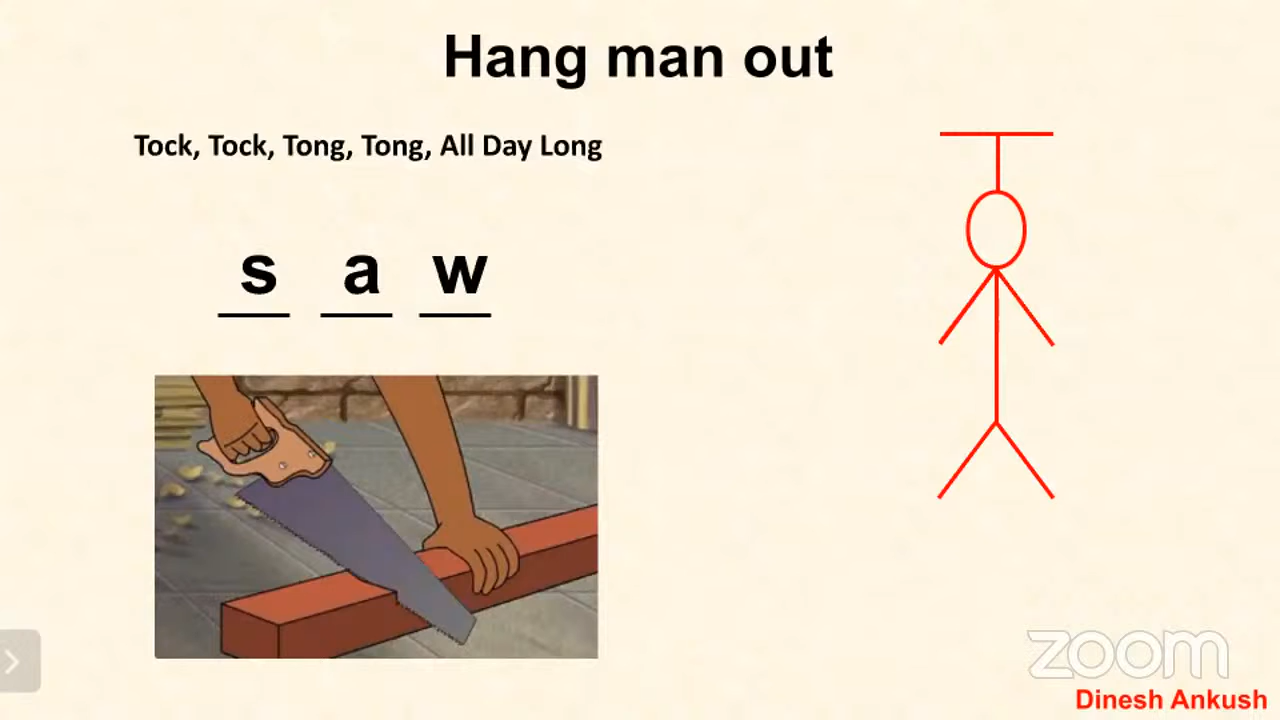 Hang man out
Tock, Tock, Tong, Tong, All Day Long
s a w
zoom
Dinesh Ankush